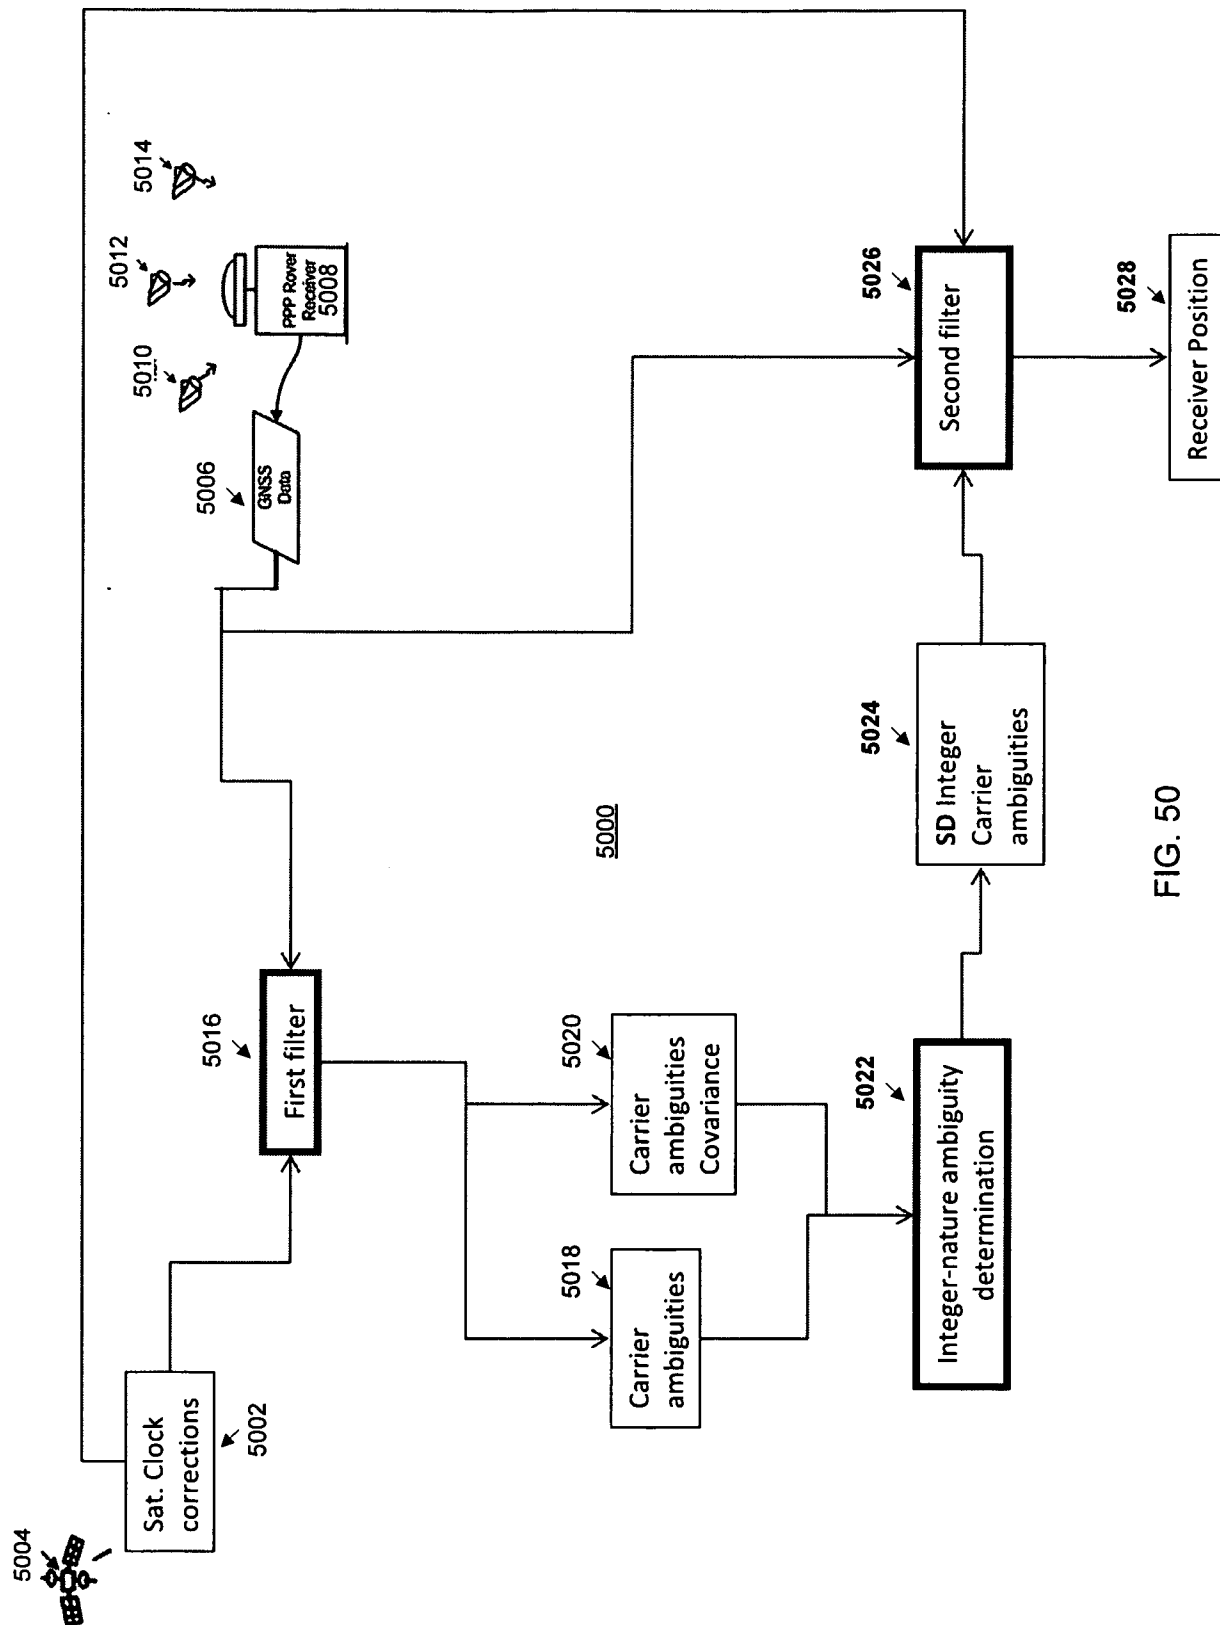 5004
Sat. Clock
corrections
5002
5016
First filter
5006
GNSS
Data
5010
5012
5014
PPP Rover
Receiver
5008
5018
Carrier
ambiguities
5020
Carrier
ambiguities
Covariance
5000
5022
Integer-nature ambiguity
determination
5024
SD Integer
Carrier
ambiguities
5026
Second filter
5028
Receiver Position
FIG. 50